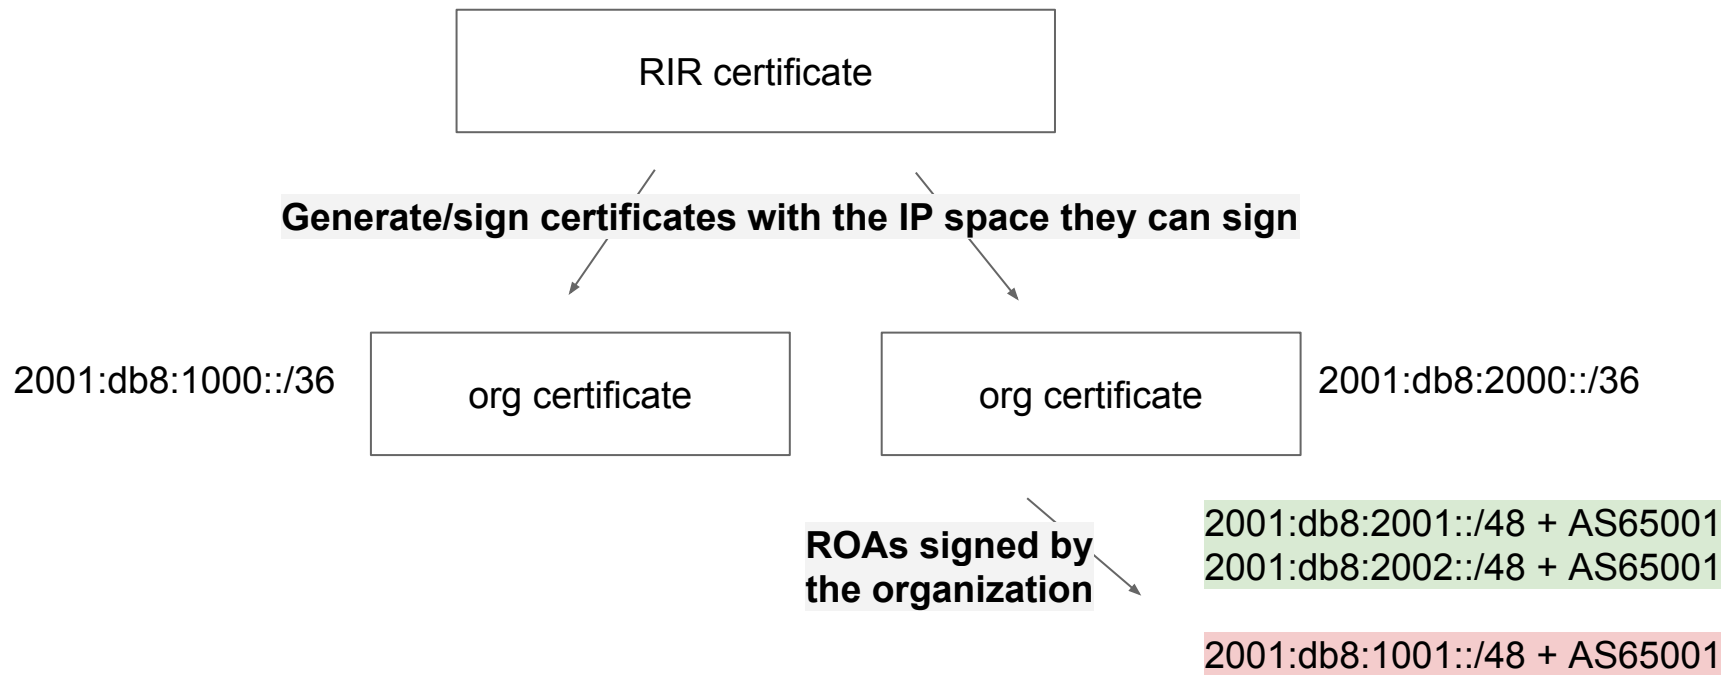 RIR certificate
Generate/sign certificates with the IP space they can sign
2001:db8:1000::/36
org certificate
org certificate
2001:db8:2000::/36
ROAs signed by
the organization
2001:db8:2001::/48 + AS65001
2001:db8:2002::/48 + AS65001
2001:db8:1001::/48 + AS65001